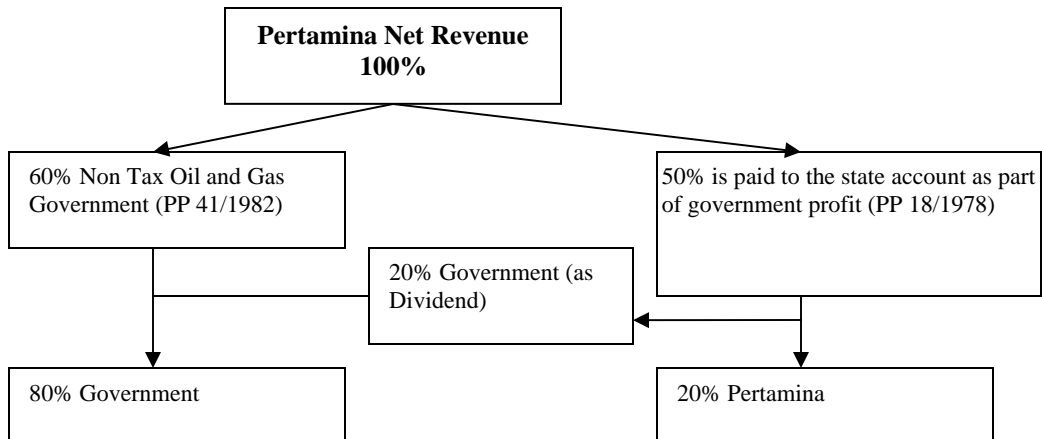 Pertamina Net Revenue
100%
60% Non Tax Oil and Gas
Government (PP 41/1982)
50% is paid to the state account as part
of government profit (PP 18/1978)
20% Government (as
Dividend)
80% Government
20% Pertamina